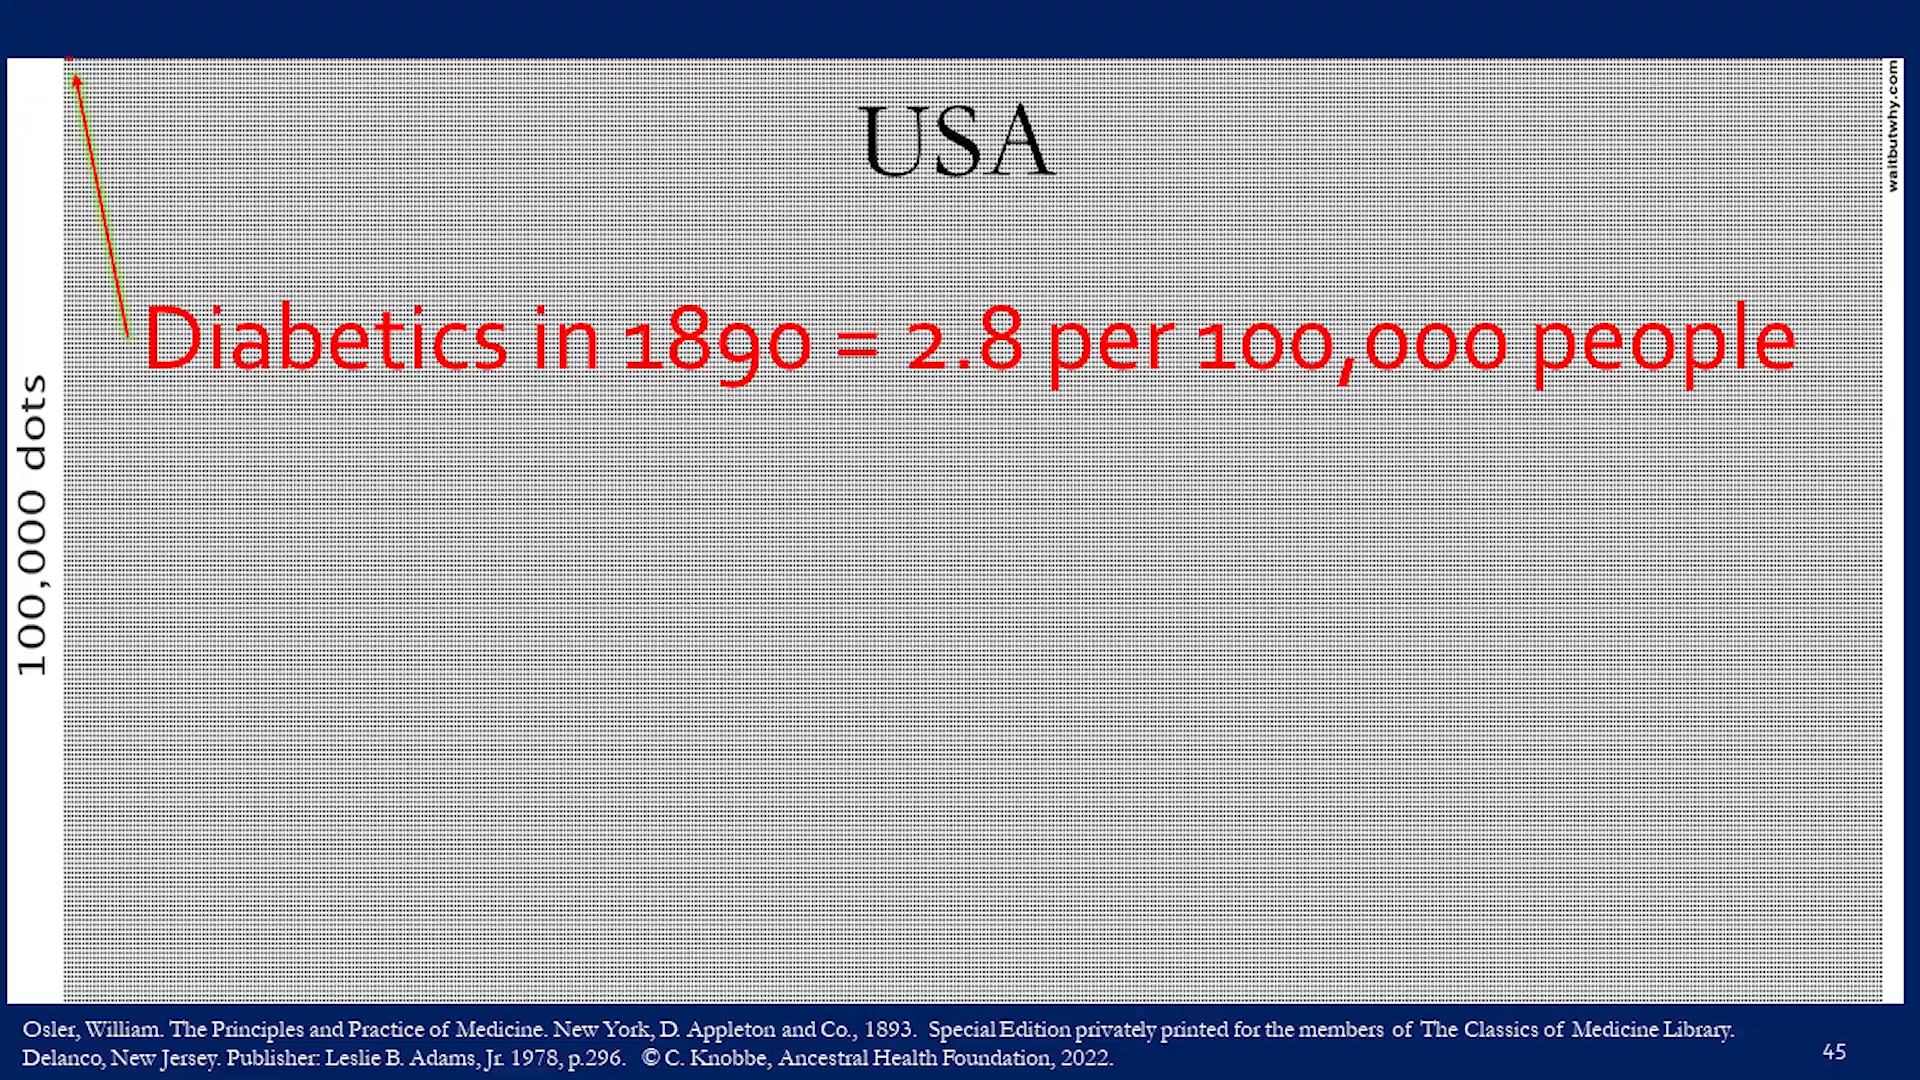 waitbutwhy.com
USA
Diabetics in 1890 = 2.8 per 100,000 people
100,000 dots
Osler, William. The Principles and Practice of Medicine. New York, D. Appleton and Co., 1893. Special Edition privately printed for the members of The Classics of Medicine Library.
Delanco, New Jersey. Publisher: Leslie B. Adams, Jr. 1978, p.296. © C. Knobbe, Ancestral Health Foundation, 2022.
45